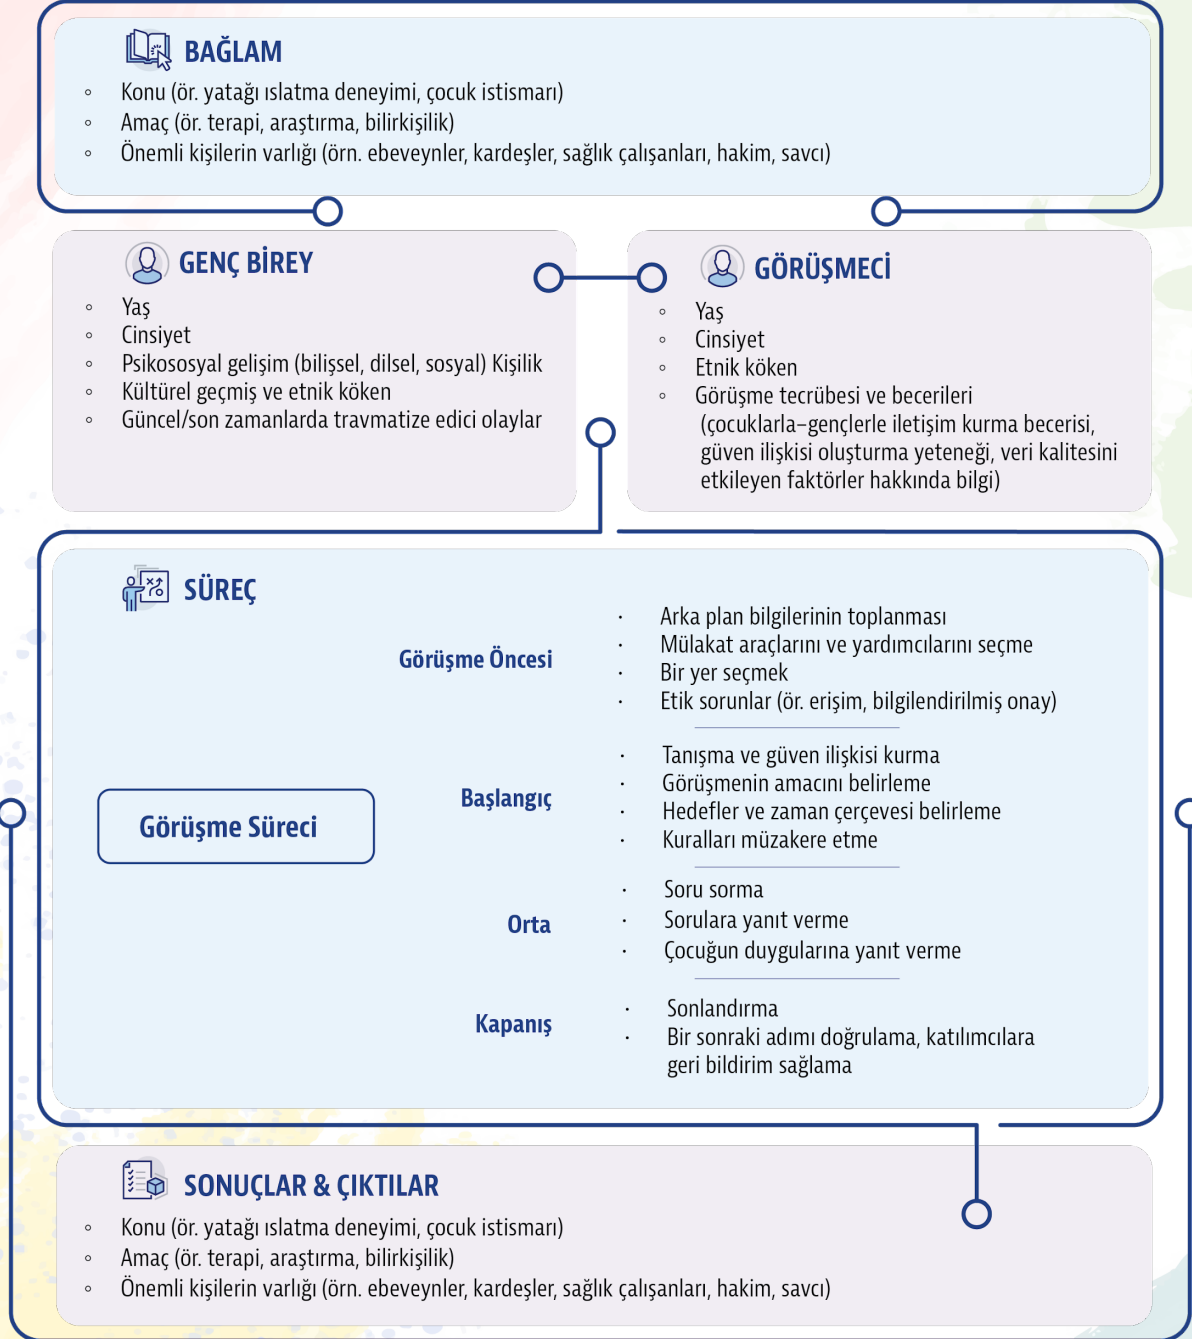 BAĞLAM
◦ Konu (ör. yatağı ıslatma deneyimi, çocuk istismarı)
◦ Amaç (ör. terapi, araştırma, bilirkişilik)
◦ Önemli kişilerin varlığı (örn. ebeveynler, kardeşler, sağlık çalışanları, hakim, savcı)
GENÇ BİREY
◦ Yaş
◦ Cinsiyet
◦ Psikososyal gelişim (bilişsel, dilsel, sosyal) Kişilik
◦ Kültürel geçmiş ve etnik köken
◦ Güncel/son zamanlarda travmatize edici olaylar
GÖRÜŞMECİ
◦ Yaş
◦ Cinsiyet
◦ Etnik köken
◦ Görüşme tecrübesi ve becerileri
(çocuklarla–gençlerle iletişim kurma becerisi,
güven ilişkisi oluşturma yeteneği, veri kalitesini
etkileyen faktörler hakkında bilgi)
SÜREÇ
Görüşme Süreci
Görüşme Öncesi
· Arka plan bilgilerinin toplanması
· Mülakat araçlarını ve yardımcılarını seçme
· Bir yer seçmek
· Etik sorunlar (ör. erişim, bilgilendirilmiş onay)
Başlangıç
· Tanışma ve güven ilişkisi kurma
· Görüşmenin amacını belirleme
· Hedefler ve zaman çerçevesi belirleme
· Kuralları müzakere etme
Orta
· Soru sorma
· Sorulara yanıt verme
· Çocuğun duygularına yanıt verme
Kapanış
· Sonlandırma
· Bir sonraki adımı doğrulama, katılımcılara
geri bildirim sağlama
SONUÇLAR & ÇIKTILAR
◦ Konu (ör. yatağı ıslatma deneyimi, çocuk istismarı)
◦ Amaç (ör. terapi, araştırma, bilirkişilik)
◦ Önemli kişilerin varlığı (örn. ebeveynler, kardeşler, sağlık çalışanları, hakim, savcı)